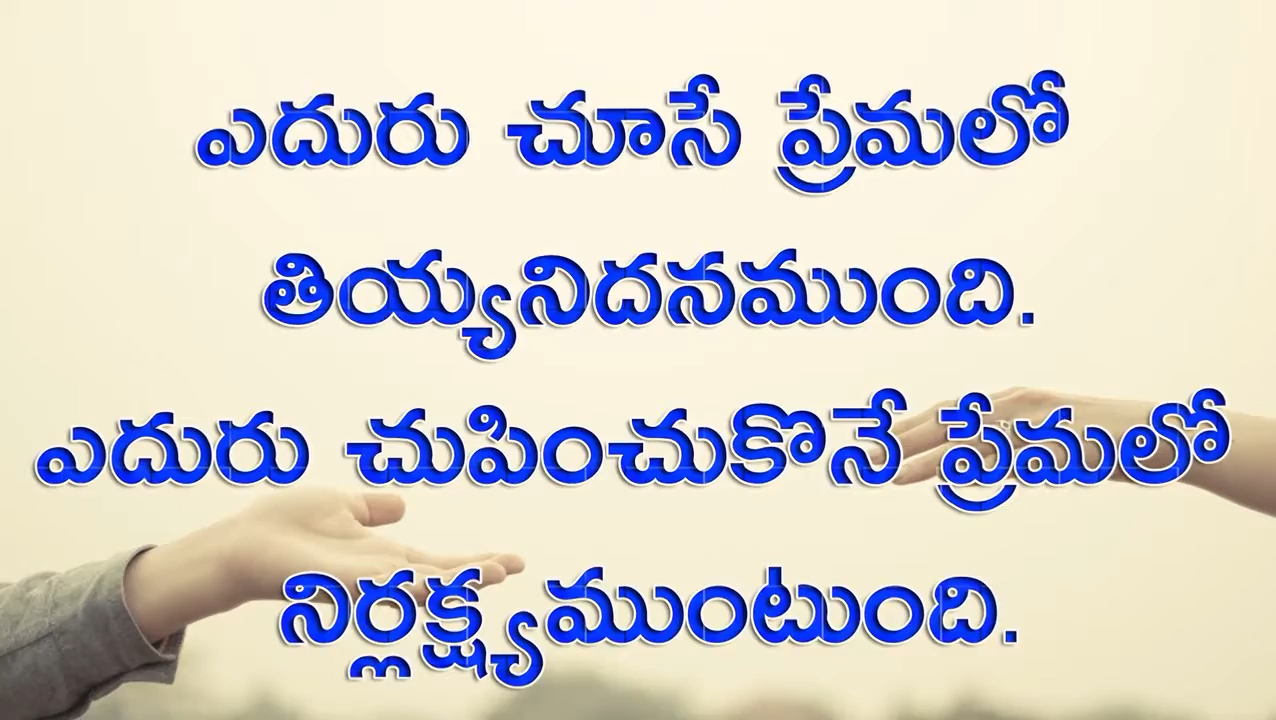 ఎదురు చూసే ప్రేమలో
తియ్యనిదనముంది.
ఎదురు చుపించుకొనే ప్రేమలో
నిర్లక్ష్యముంటుంది.